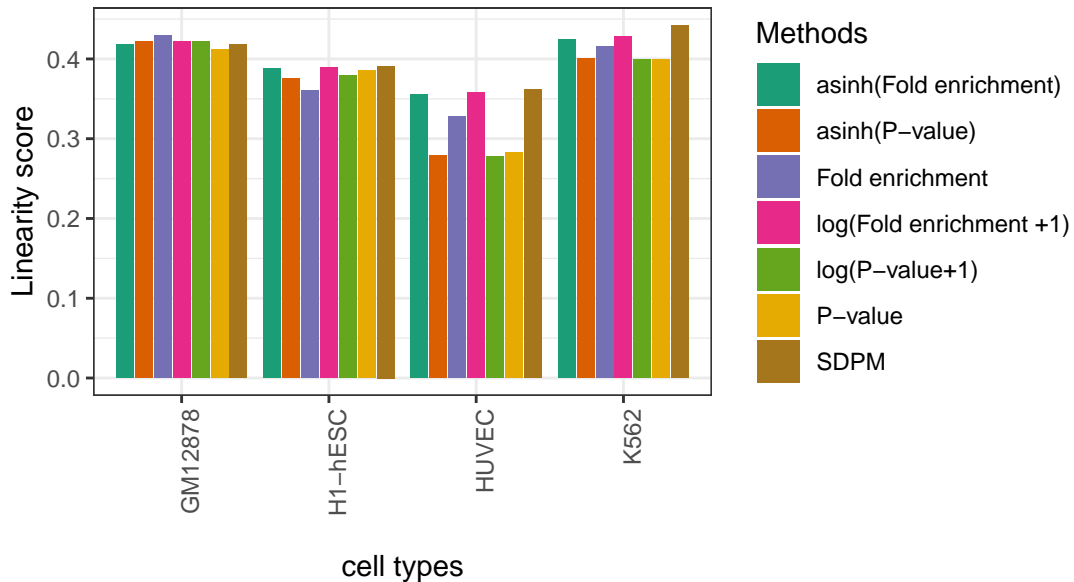 Linearity score
0.4
0.3
0.2
0.1
0.0
GM12878
H1−hESC
HUVEC
K562
cell types
Methods
asinh(Fold enrichment)
asinh(P−value)
Fold enrichment
log(Fold enrichment +1)
log(P−value+1)
P−value
SDPM